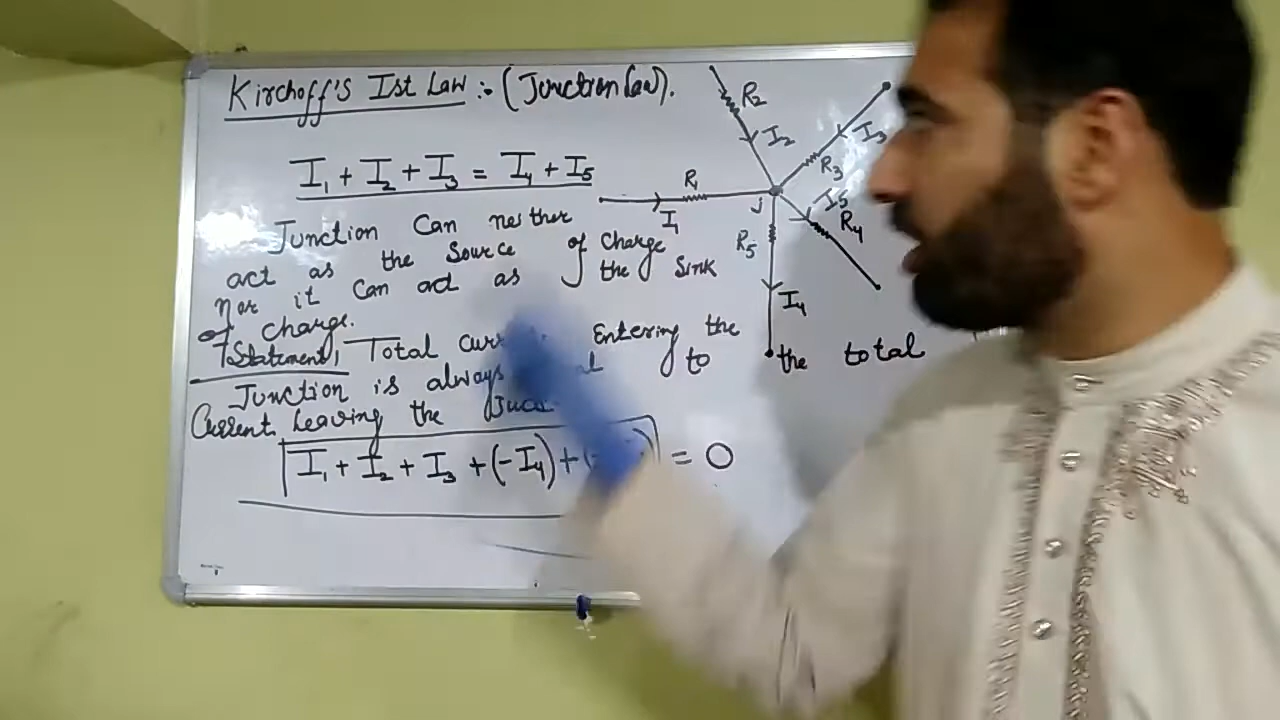 Kirchoff's Ist Law :- (Junction law).
I₁ + I₂ + I₃ = I₄ + I₅
Junction Can neither
act as the Source of Charge
nor it can act as the Sink
of charge.
Statement; Total Entering the
Junction is always to the total
Current Leaving the
I₁ + I₂ + I₃ + (-I₄) + = 0
R₂
I₂
I₃
R₃
R₁
I₁
J
I₅
R₄
R₅
I₄